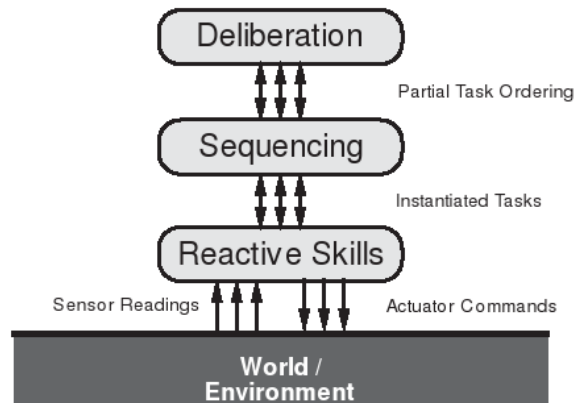 Deliberation
Partial Task Ordering
Sequencing
Instantiated Tasks
Reactive Skills
Sensor Readings
Actuator Commands
World /
Environment